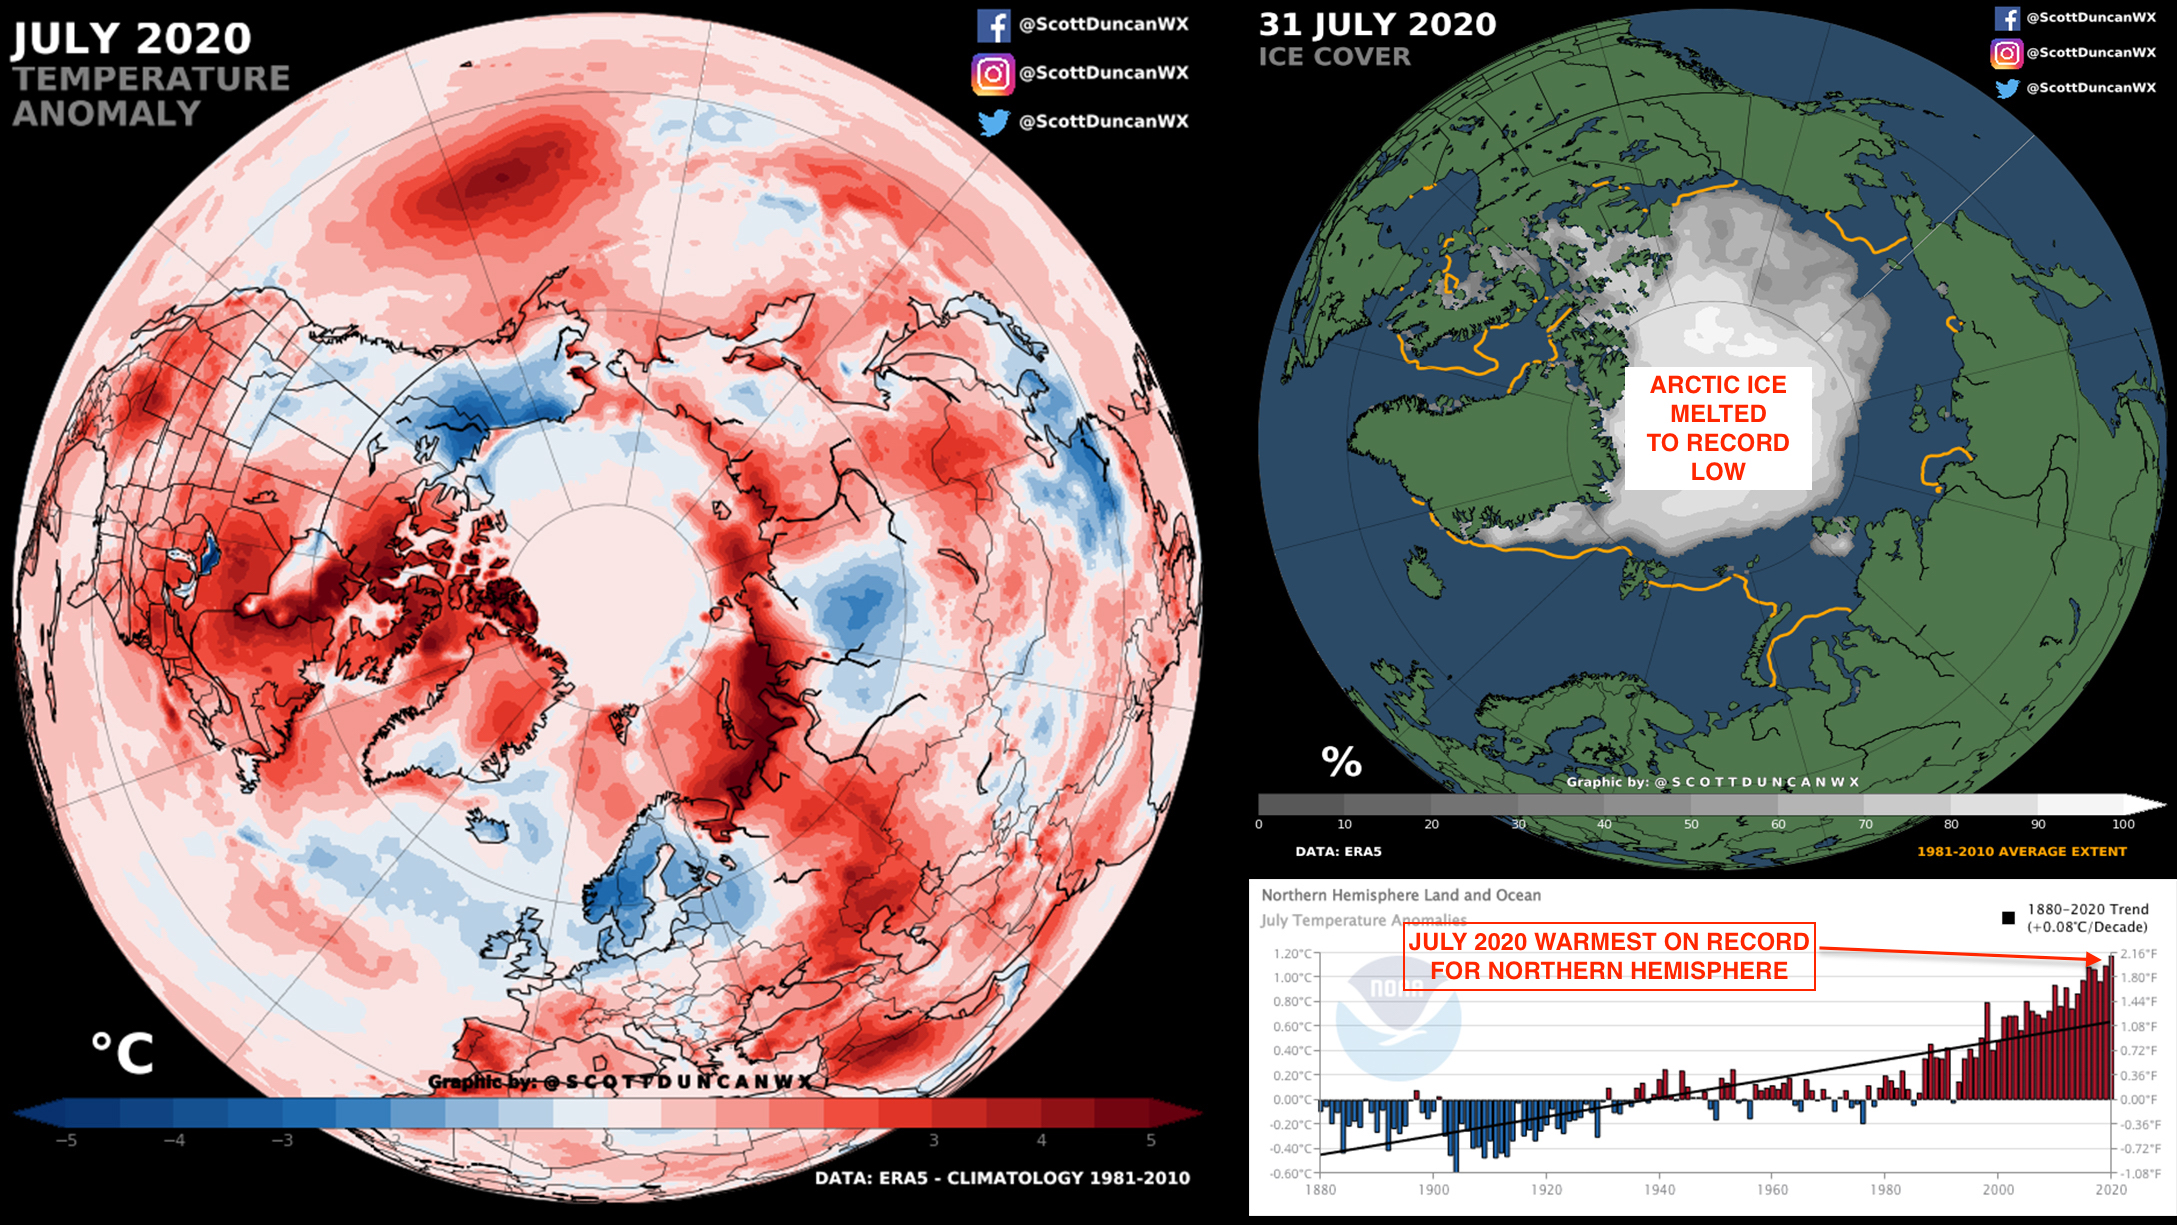 JULY 2020
TEMPERATURE
ANOMALY
@ScottDuncanWX
@ScottDuncanWX
@ScottDuncanWX
°C
Graphic by: @SCOTTDUNCANWX
-5 -4 -3 -2 -1 0 1 2 3 4 5
DATA: ERA5 - CLIMATOLOGY 1981-2010
31 JULY 2020
ICE COVER
@ScottDuncanWX
@ScottDuncanWX
@ScottDuncanWX
ARCTIC ICE
MELTED
TO RECORD
LOW
%
Graphic by: @SCOTTDUNCANWX
0 10 20 30 40 50 60 70 80 90 100
DATA: ERA5
1981-2010 AVERAGE EXTENT
Northern Hemisphere Land and Ocean
July Temperature Anomalies
1880-2020 Trend
(+0.08°C/Decade)
JULY 2020 WARMEST ON RECORD
FOR NORTHERN HEMISPHERE
NOAA
1.20°C 2.16°F
1.00°C 1.80°F
0.80°C 1.44°F
0.60°C 1.08°F
0.40°C 0.72°F
0.20°C 0.36°F
0.00°C 0.00°F
-0.20°C -0.36°F
-0.40°C -0.72°F
-0.60°C -1.08°F
1880 1900 1920 1940 1960 1980 2000 2020